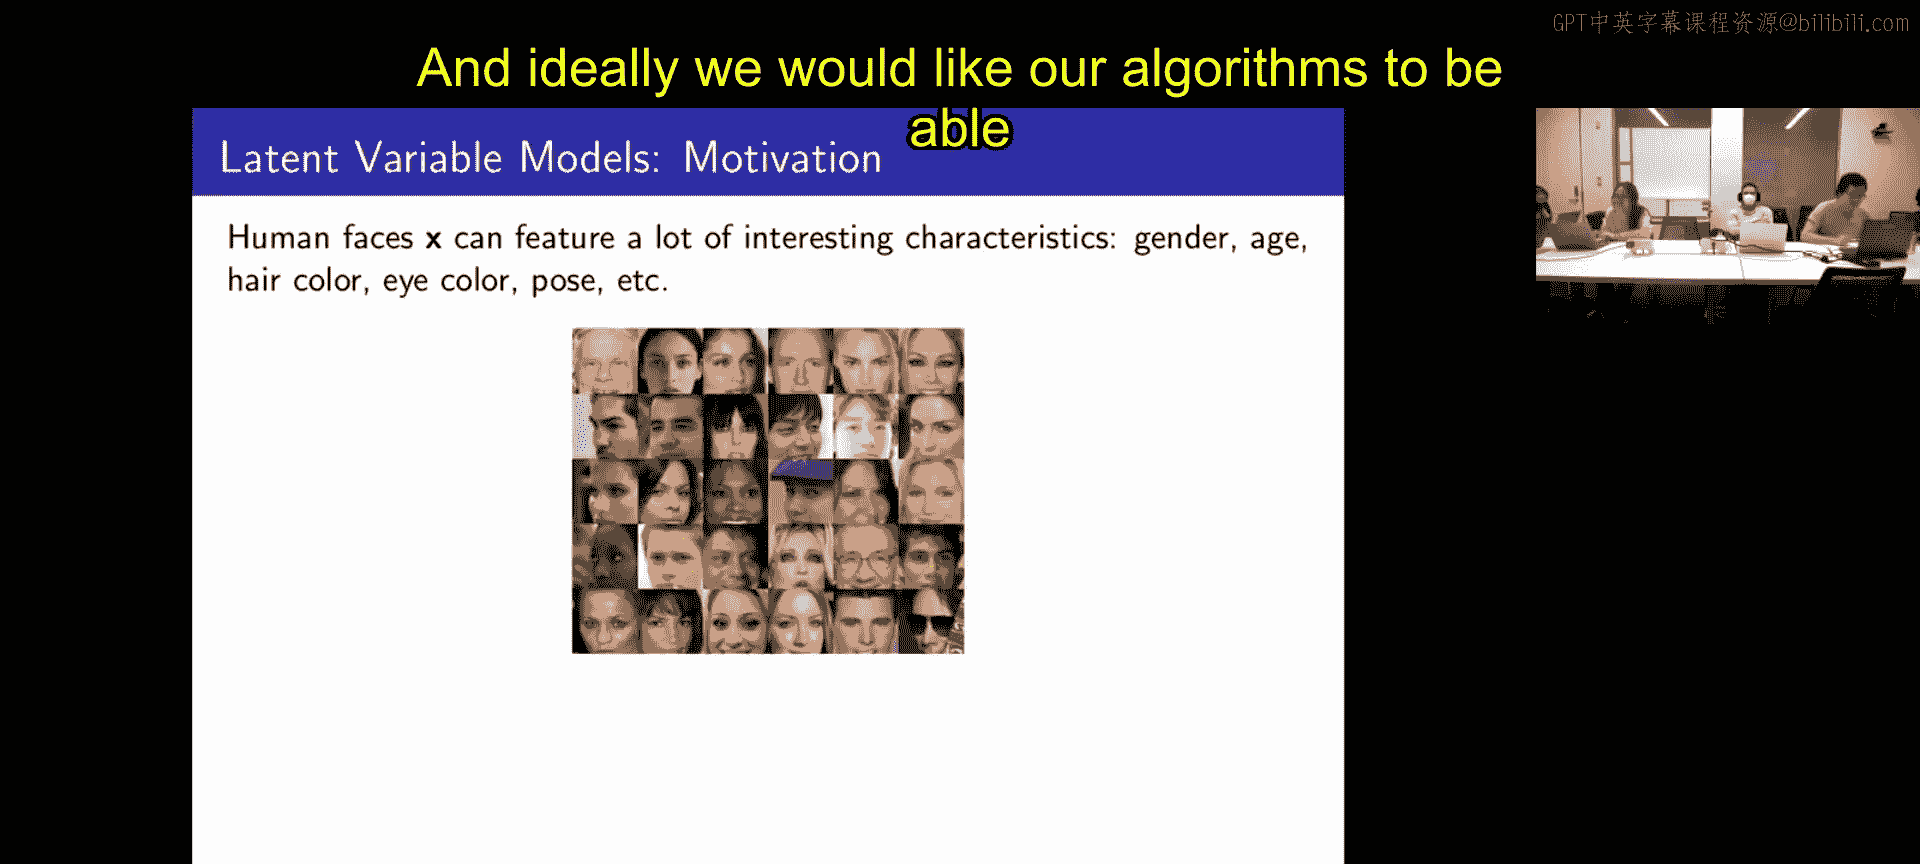 GPT中英字幕课程资源@bilibili.com
And ideally we would like our algorithms to be
able
Latent Variable Models: Motivation
Human faces x can feature a lot of interesting characteristics: gender, age,
hair color, eye color, pose, etc.